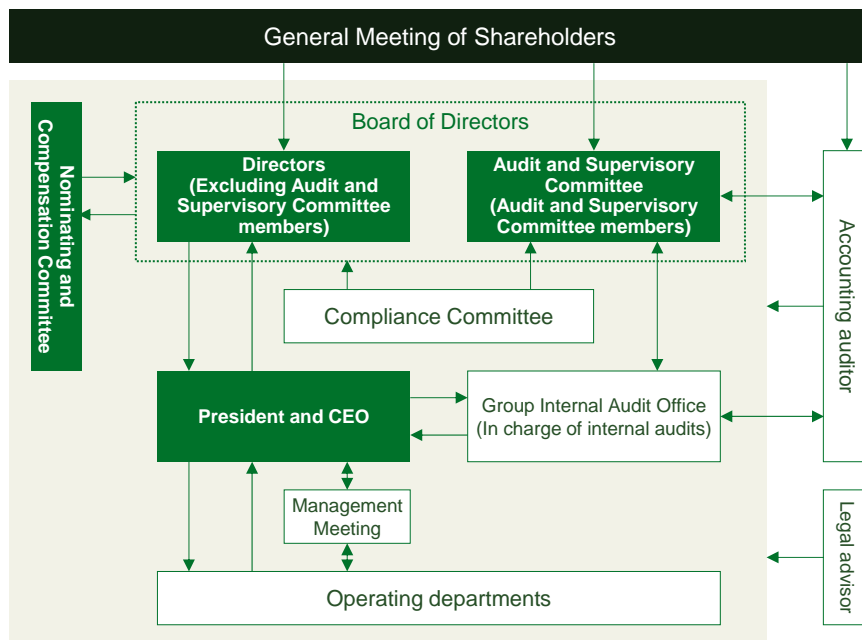 General Meeting of Shareholders
Board of Directors
Nominating and
Compensation Committee
Directors
(Excluding Audit and
Supervisory Committee
members)
Audit and Supervisory
Committee
(Audit and Supervisory
Committee members)
Accounting auditor
Compliance Committee
President and CEO
Group Internal Audit Office
(In charge of internal audits)
Management
Meeting
Legal advisor
Operating departments